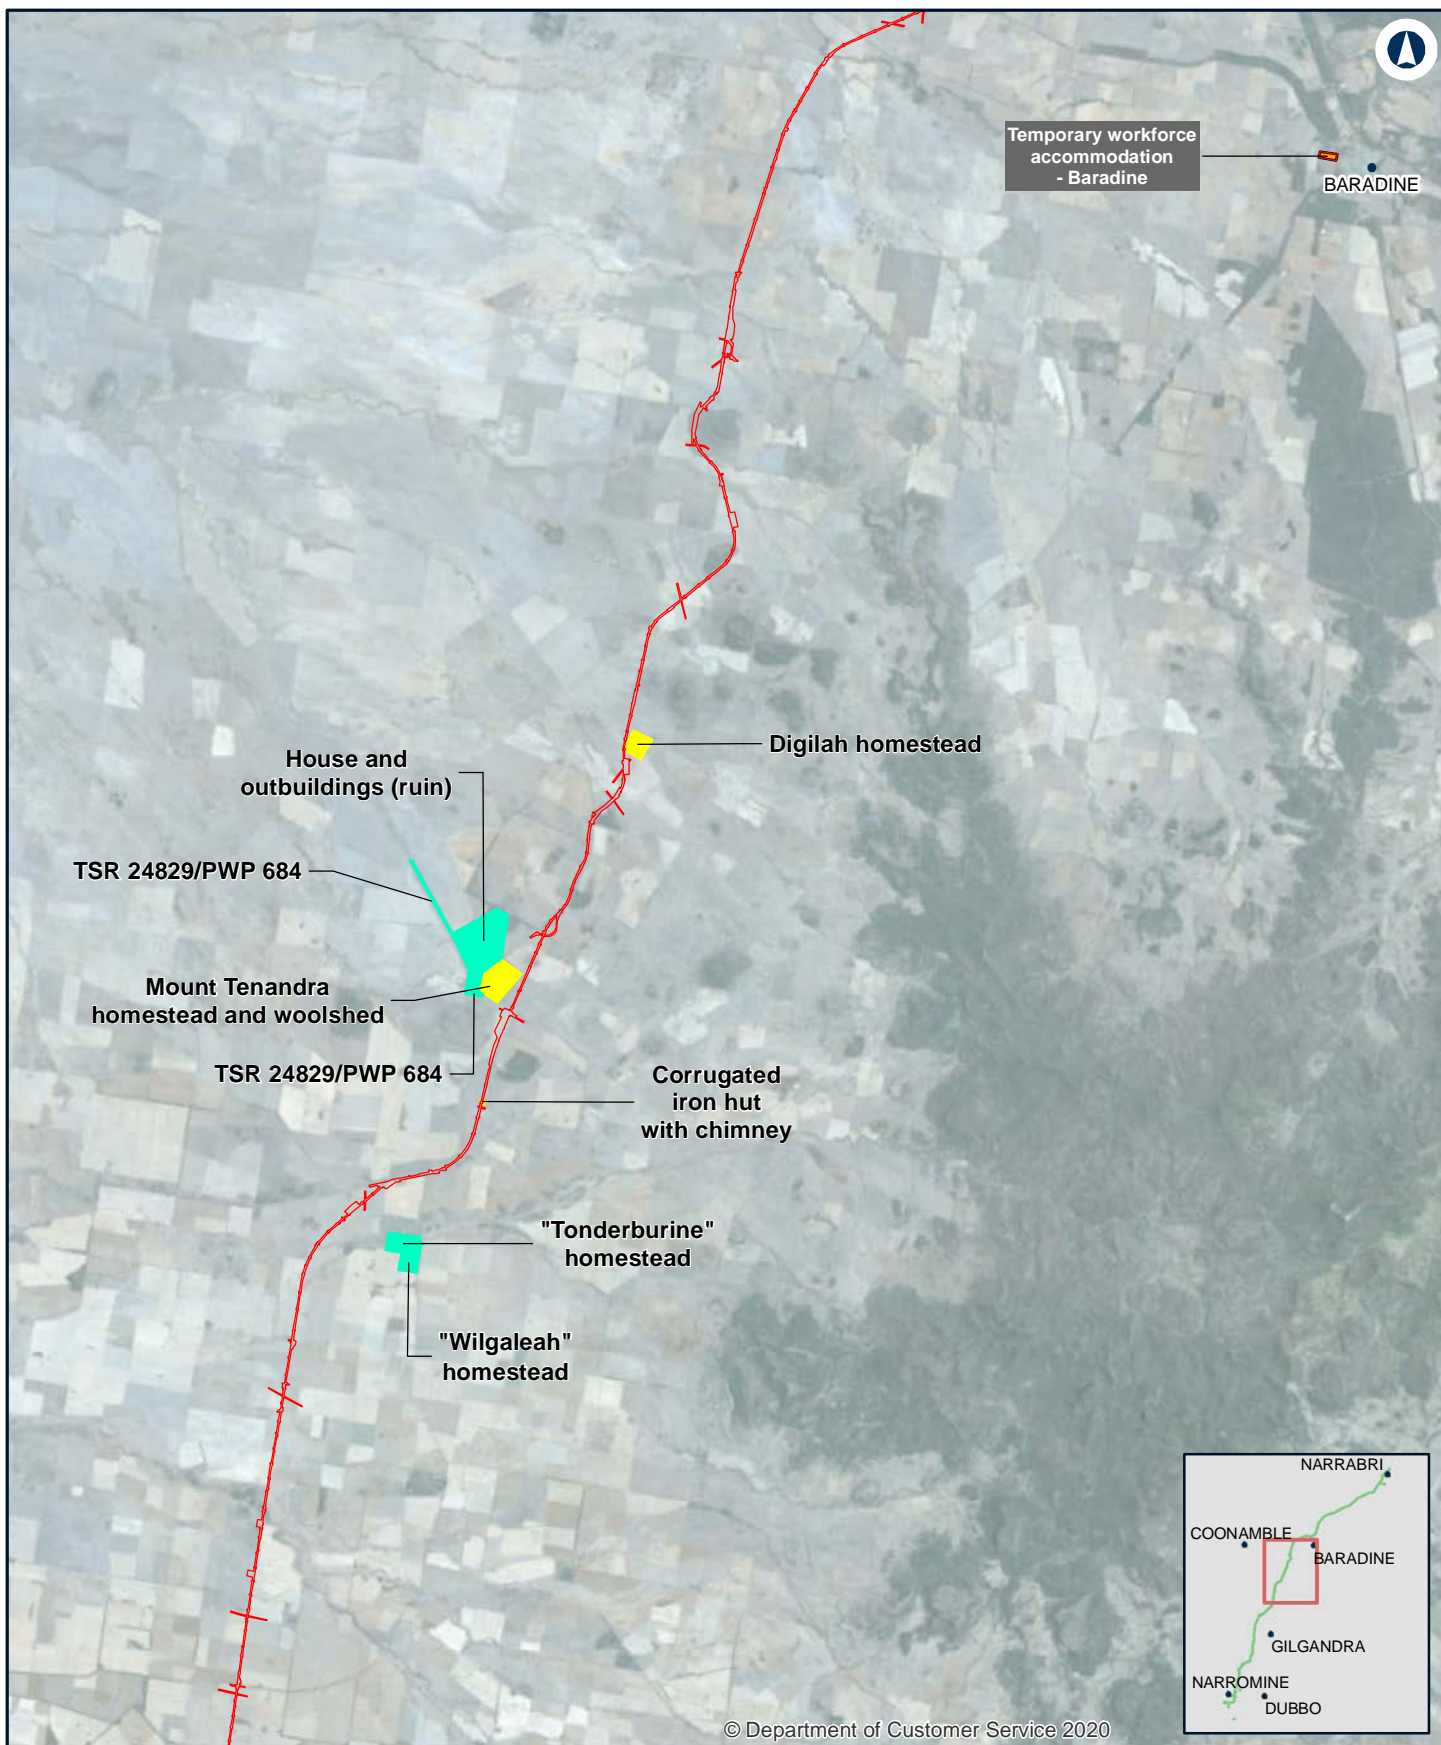 Temporary workforce
accommodation
- Baradine
BARADINE
Digilah homestead
House and
outbuildings (ruin)
TSR 24829/PWP 684
Mount Tenandra
homestead and woolshed
TSR 24829/PWP 684
Corrugated
iron hut
with chimney
"Tonderburine"
homestead
"Wilgaleah"
homestead
NARRABRI
COONAMBLE
BARADINE
GILGANDRA
NARROMINE
DUBBO
© Department of Customer Service 2020